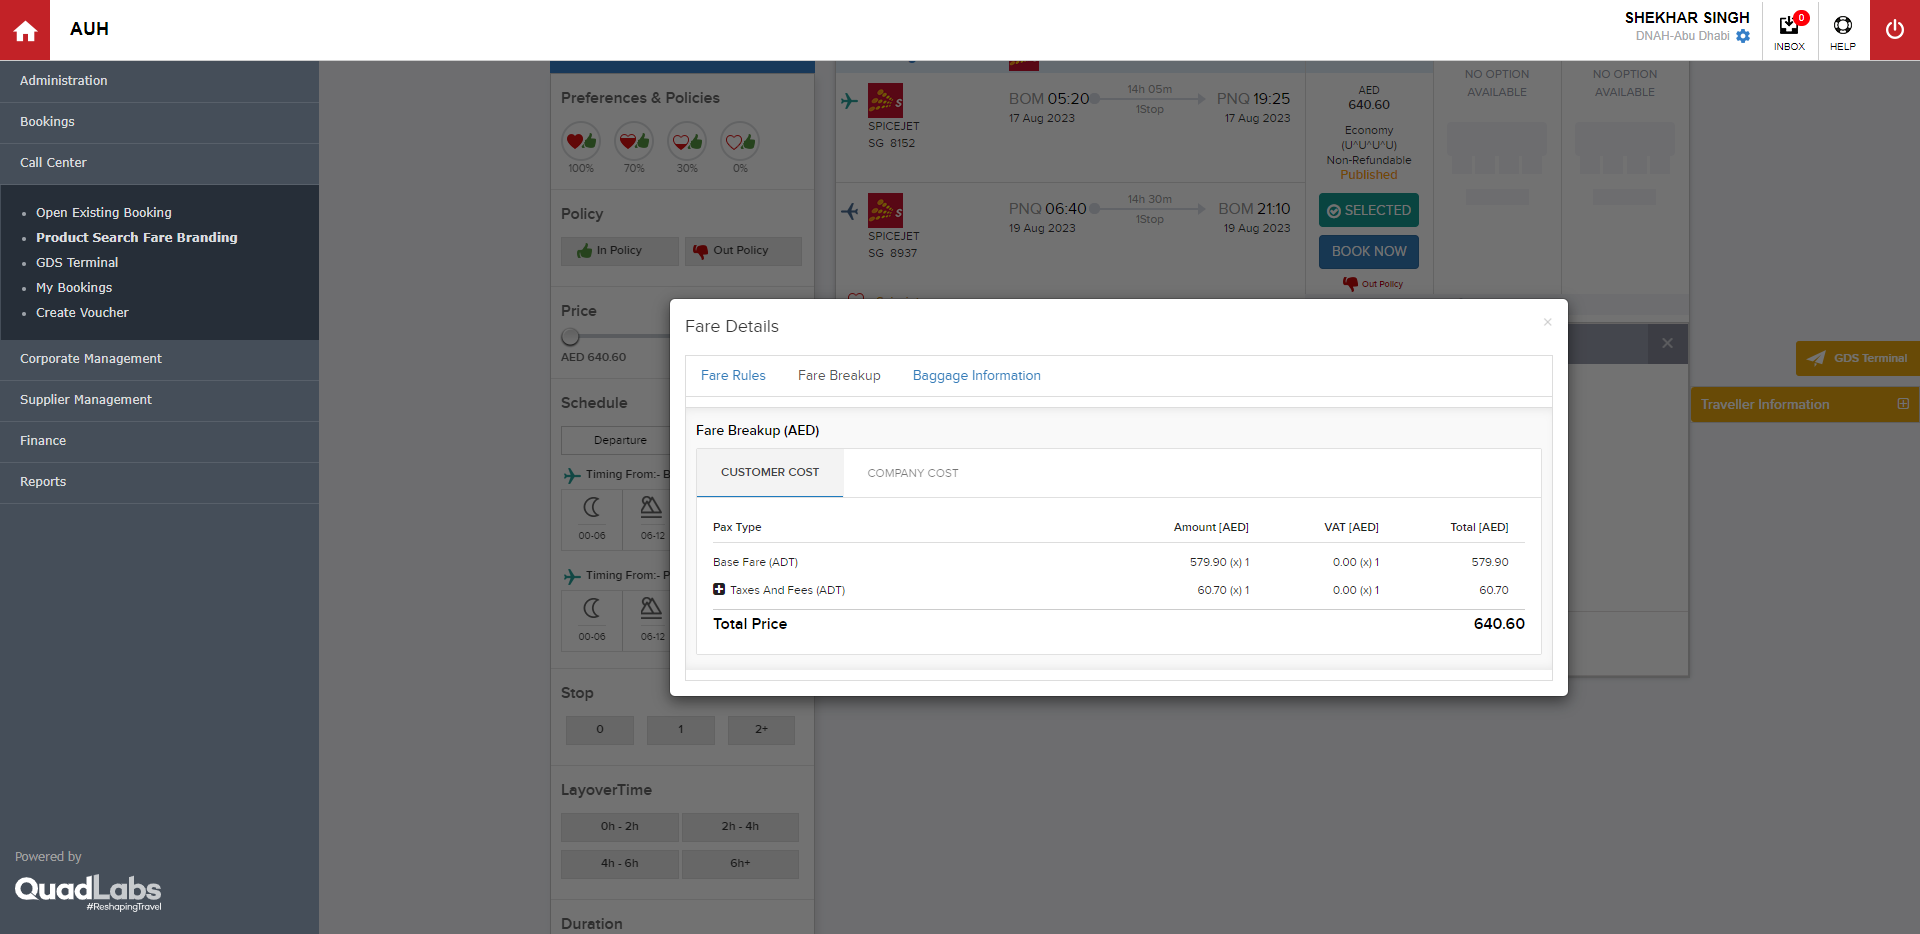 AUH
SHEKHAR SINGH
DNAH-Abu Dhabi
0
INBOX
HELP
Administration
Bookings
Call Center
Open Existing Booking
Product Search Fare Branding
GDS Terminal
My Bookings
Create Voucher
Corporate Management
Supplier Management
Finance
Reports
Powered by
QuadLabs
#ReshapingTravel
Preferences & Policies
100%
70%
30%
0%
Policy
In Policy
Out Policy
Price
AED 640.60
Schedule
Departure
Timing From:- B
00-06
06-12
Timing From:- P
00-06
06-12
Stop
0
1
2+
LayoverTime
0h - 2h
2h - 4h
4h - 6h
6h+
Duration
SPICEJET
SG 8152
BOM 05:20
17 Aug 2023
14h 05m
1Stop
PNQ 19:25
17 Aug 2023
SPICEJET
SG 8937
PNQ 06:40
19 Aug 2023
14h 30m
1Stop
BOM 21:10
19 Aug 2023
AED
640.60
Economy
(U^U^U^U)
Non-Refundable
Published
SELECTED
BOOK NOW
Out Policy
NO OPTION
AVAILABLE
NO OPTION
AVAILABLE
GDS Terminal
Traveller Information
Fare Details
×
Fare Rules
Fare Breakup
Baggage Information
Fare Breakup (AED)
CUSTOMER COST
COMPANY COST
Pax Type
Amount [AED]
VAT [AED]
Total [AED]
Base Fare (ADT)
579.90 (x) 1
0.00 (x) 1
579.90
Taxes And Fees (ADT)
60.70 (x) 1
0.00 (x) 1
60.70
Total Price
640.60